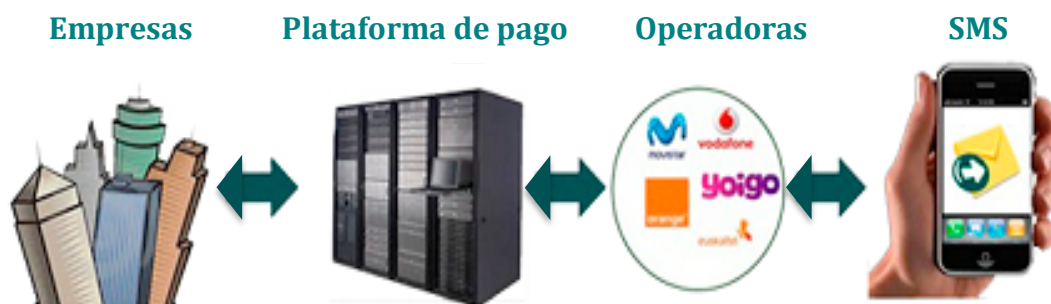 Empresas
Plataforma de pago
Operadoras
SMS
movistar
vodafone
yoigo
orange
euskaltel